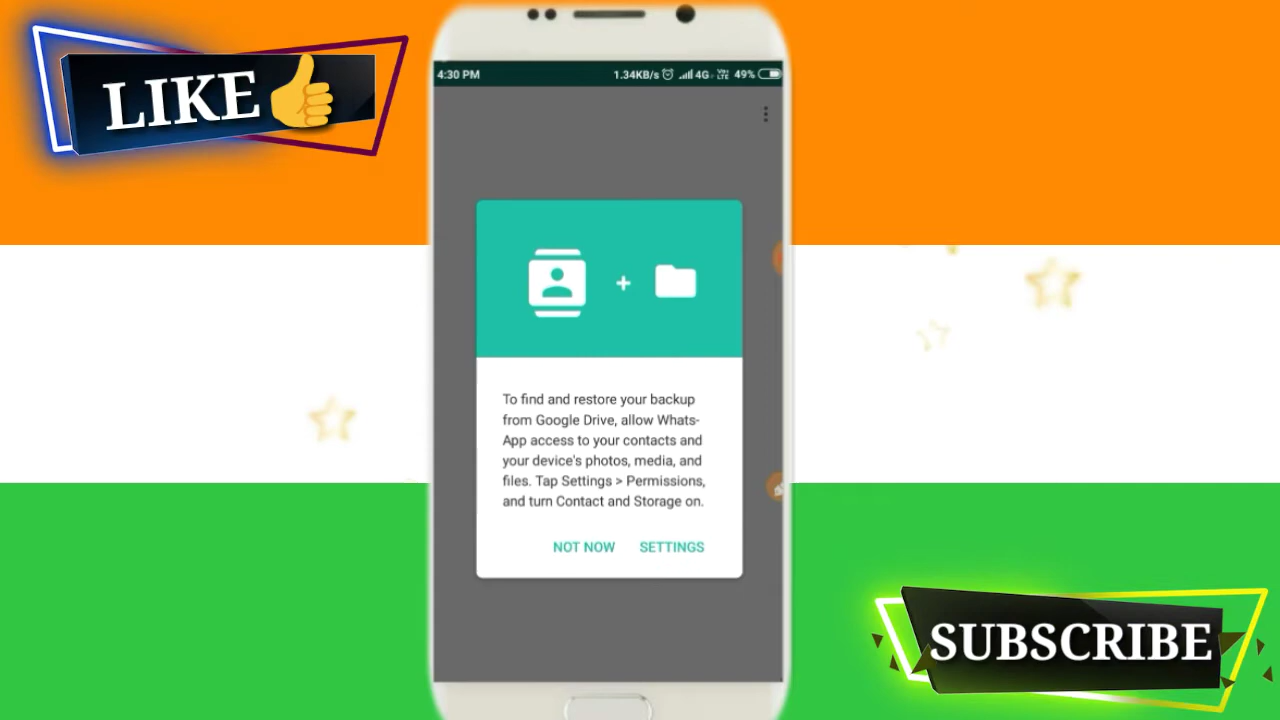 LIKE
4:30 PM 1.34KB/s 4G VoLTE 49%
To find and restore your backup
from Google Drive, allow Whats-
App access to your contacts and
your device's photos, media, and
files. Tap Settings > Permissions,
and turn Contact and Storage on.
NOT NOW SETTINGS
SUBSCRIBE